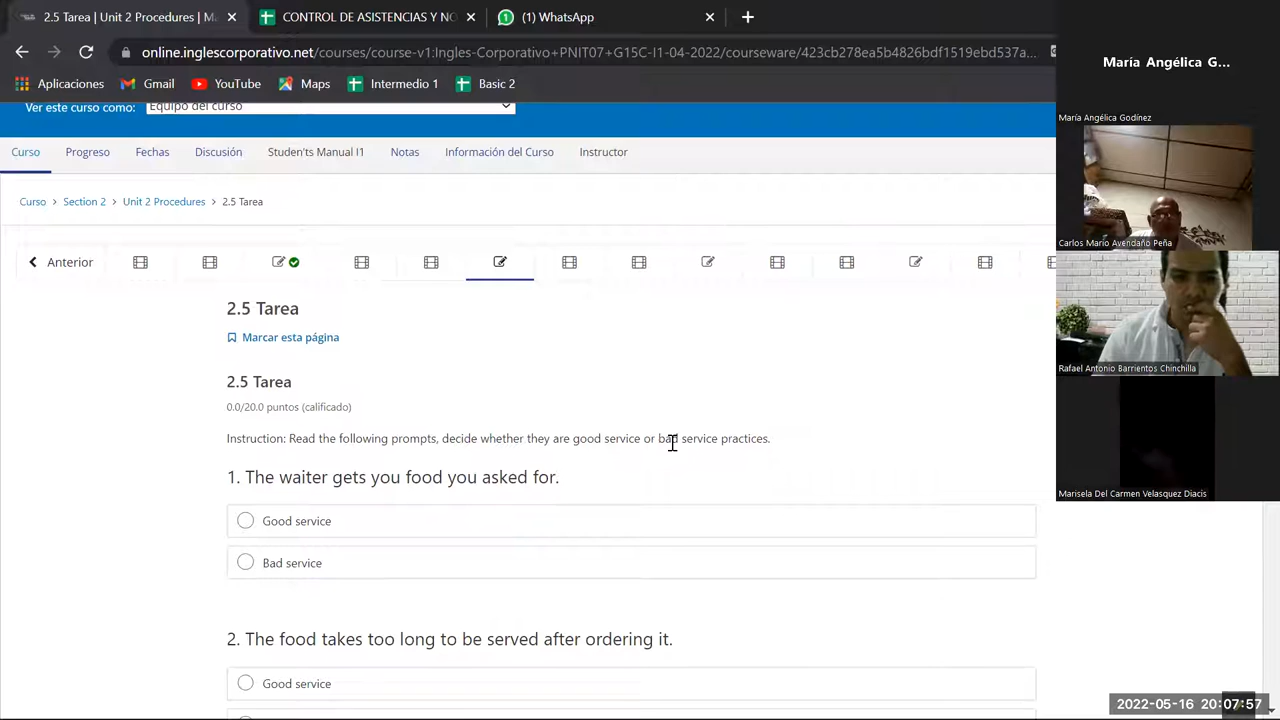 2.5 Tarea | Unit 2 Procedures | Ma
CONTROL DE ASISTENCIAS Y NO
(1) WhatsApp
online.inglescorporativo.net/courses/course-v1:Ingles-Corporativo+PNIT07+G15C-I1-04-2022/courseware/423cb328ea5b4826bdf1519ebd537a...
Aplicaciones
Gmail
YouTube
Maps
Intermedio 1
Basic 2
Ver este curso como:
Equipo del curso
Curso
Progreso
Fechas
Discusión
Studen'ts Manual I1
Notas
Información del Curso
Instructor
Curso > Section 2 > Unit 2 Procedures > 2.5 Tarea
Anterior
2.5 Tarea
Marcar esta página
2.5 Tarea
0.0/20.0 puntos (calificado)
Instruction: Read the following prompts, decide whether they are good service or bad service practices.
1. The waiter gets you food you asked for.
Good service
Bad service
2. The food takes too long to be served after ordering it.
Good service
María Angélica G...
María Angélica Godínez
Carlos Mario Avendaño Peña
Rafael Antonio Barrientos Chinchilla
Marisela Del Carmen Velasquez Diacis
2022-05-16 20:07:57